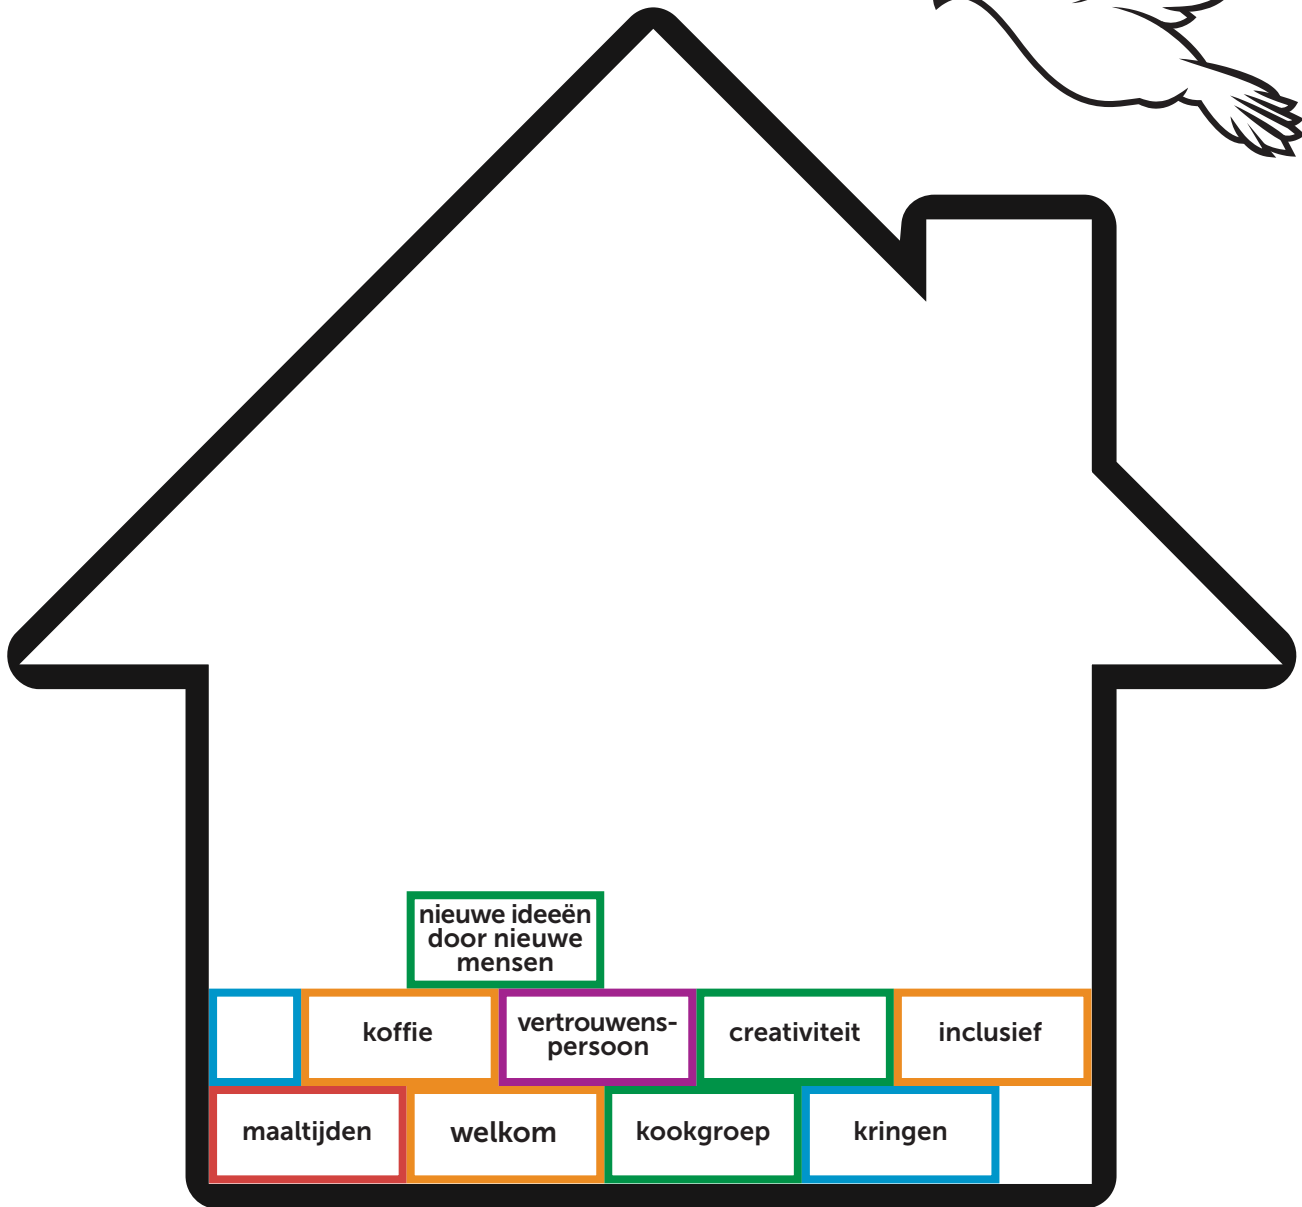 nieuwe ideeën
door nieuwe
mensen
koffie
vertrouwens-
persoon
creativiteit
inclusief
maaltijden
welkom
kookgroep
kringen